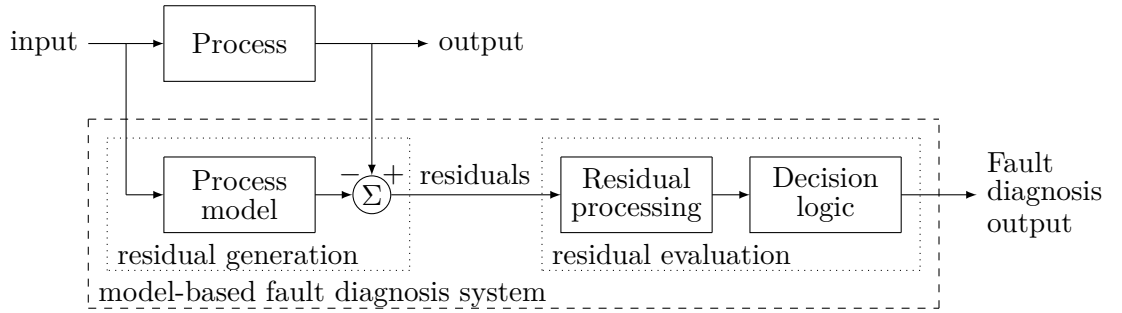 input
Process
output
Process
model
−
+
Σ
residuals
Residual
processing
Decision
logic
Fault
diagnosis
output
residual generation
residual evaluation
model-based fault diagnosis system